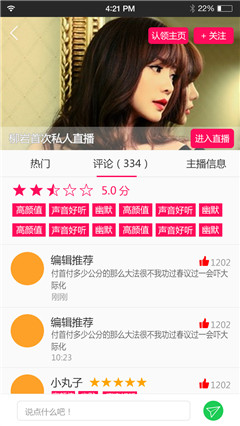 4:21 PM
52%
认领主页
+ 关注
首次私人直播
进入直播
热门
评论（334）
主播信息
5.0 分
高颜值 声音好听 幽默 高颜值 声音好听 幽默
高颜值 声音好听 幽默 高颜值 声音好听 幽默
编辑推荐
1202
付首付多少公分的那么大法很不我功过春议过一会吓大
际化
刚刚
编辑推荐
1202
付首付多少公分的那么大法很不我功过春议过一会吓大
际化
10:23
小丸子
1202
说点什么吧！